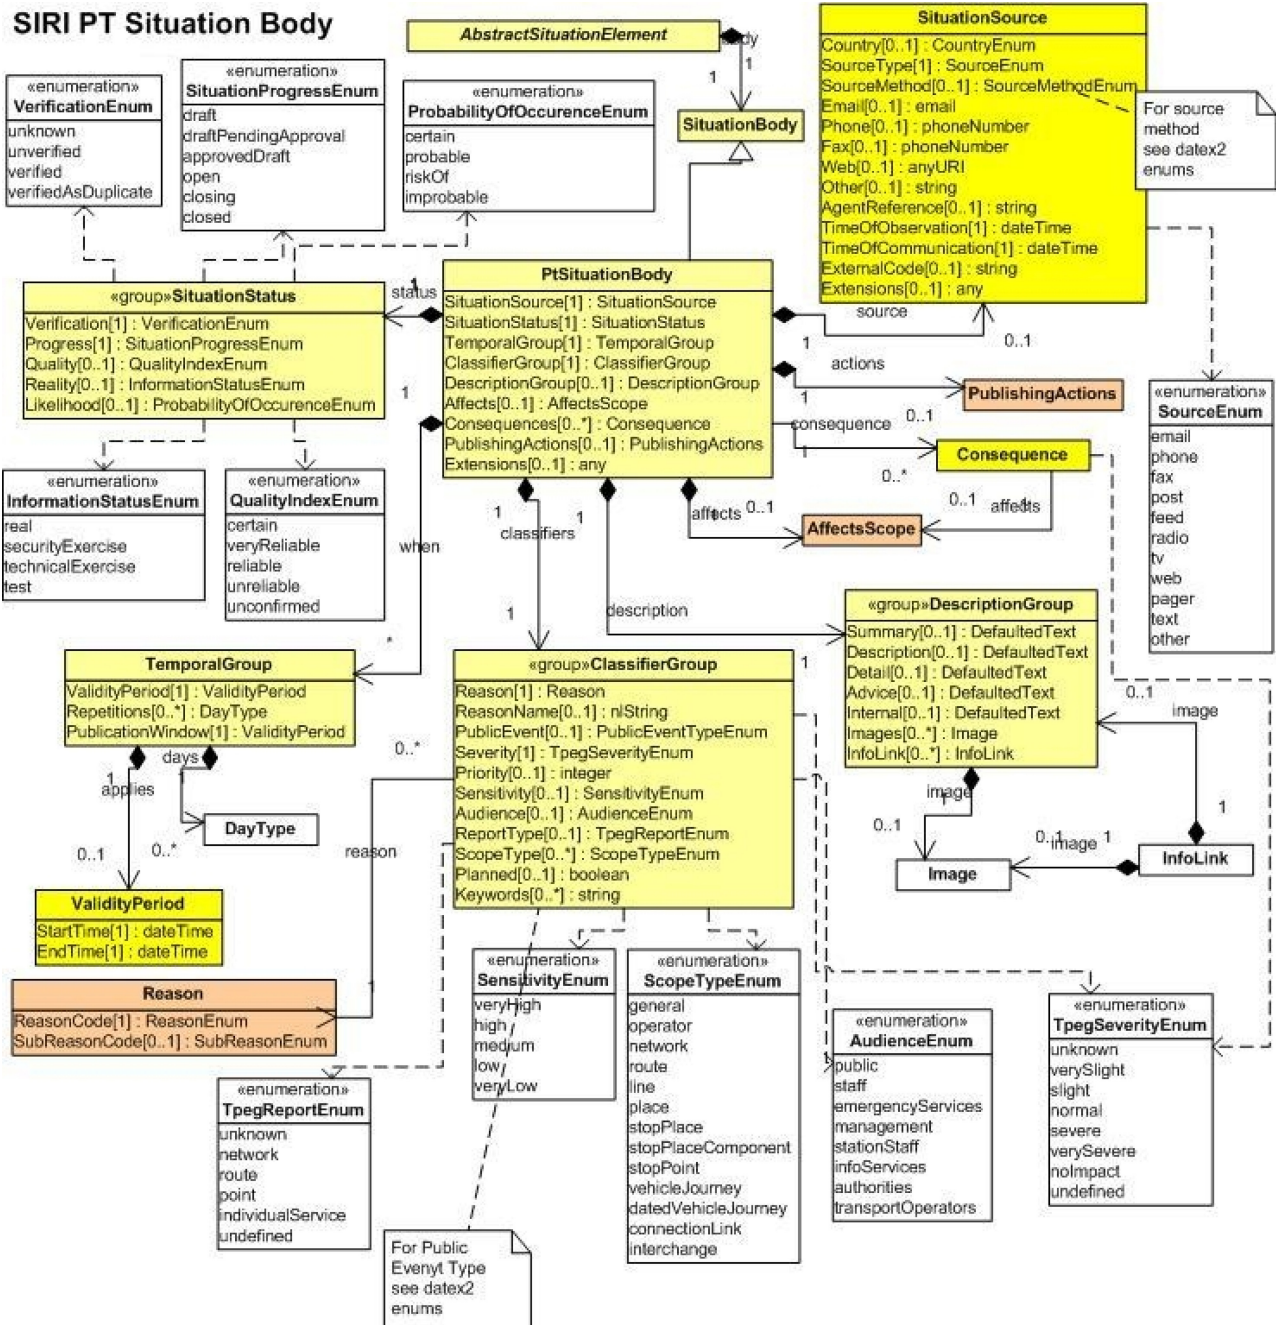 SIRI PT Situation Body
AbstractSituationElement
body
1
1
SituationBody
SituationSource
Country[0..1] : CountryEnum
SourceType[1] : SourceEnum
SourceMethod[0..1] : SourceMethodEnum
Email[0..1] : email
Phone[0..1] : phoneNumber
Fax[0..1] : phoneNumber
Web[0..1] : anyURI
Other[0..1] : string
AgentReference[0..1] : string
TimeOfObservation[1] : dateTime
TimeOfCommunication[1] : dateTime
ExternalCode[0..1] : string
Extensions[0..1] : any
For source
method
see datex2
enums
«enumeration»
VerificationEnum
unknown
unverified
verified
verifiedAsDuplicate
«enumeration»
SituationProgressEnum
draft
draftPendingApproval
approvedDraft
open
closing
closed
«enumeration»
ProbabilityOfOccurenceEnum
certain
probable
riskOf
improbable
«group»SituationStatus
Verification[1] : VerificationEnum
Progress[1] : SituationProgressEnum
Quality[0..1] : QualityIndexEnum
Reality[0..1] : InformationStatusEnum
Likelihood[0..1] : ProbabilityOfOccurenceEnum
status
1
1
PtSituationBody
SituationSource[1] : SituationSource
SituationStatus[1] : SituationStatus
TemporalGroup[1] : TemporalGroup
ClassifierGroup[1] : ClassifierGroup
DescriptionGroup[0..1] : DescriptionGroup
Affects[0..1] : AffectsScope
Consequences[0..*] : Consequence
PublishingActions[0..1] : PublishingActions
Extensions[0..1] : any
source
0..1
1
actions
PublishingActions
1
0..1
consequence
Consequence
1
0..*
affects
1
0..1
0..1
affects
AffectsScope
«enumeration»
SourceEnum
email
phone
fax
post
feed
radio
tv
web
pager
text
other
«enumeration»
InformationStatusEnum
real
securityExercise
technicalExercise
test
«enumeration»
QualityIndexEnum
certain
veryReliable
reliable
unreliable
unconfirmed
1
when
*
1
classifiers
1
1
description
1
TemporalGroup
ValidityPeriod[1] : ValidityPeriod
Repetitions[0..*] : DayType
PublicationWindow[1] : ValidityPeriod
1
applies
0..1
days
1
0..*
DayType
ValidityPeriod
StartTime[1] : dateTime
EndTime[1] : dateTime
«group»ClassifierGroup
Reason[1] : Reason
ReasonName[0..1] : nlString
PublicEvent[0..1] : PublicEventTypeEnum
Severity[1] : TpegSeverityEnum
Priority[0..1] : integer
Sensitivity[0..1] : SensitivityEnum
Audience[0..1] : AudienceEnum
ReportType[0..1] : TpegReportEnum
ScopeType[0..*] : ScopeTypeEnum
Planned[0..1] : boolean
Keywords[0..*] : string
0..*
reason
1
«group»DescriptionGroup
Summary[0..1] : DefaultedText
Description[0..1] : DefaultedText
Detail[0..1] : DefaultedText
Advice[0..1] : DefaultedText
Internal[0..1] : DefaultedText
Images[0..*] : Image
InfoLink[0..*] : InfoLink
0..1
image
1
image
1
0..1
Image
0..1
image
1
InfoLink
Reason
ReasonCode[1] : ReasonEnum
SubReasonCode[0..1] : SubReasonEnum
«enumeration»
TpegReportEnum
unknown
network
route
point
individualService
undefined
«enumeration»
SensitivityEnum
veryHigh
high
medium
low
veryLow
«enumeration»
ScopeTypeEnum
general
operator
network
route
line
place
stopPlace
stopPlaceComponent
stopPoint
vehicleJourney
datedVehicleJourney
connectionLink
interchange
«enumeration»
AudienceEnum
public
staff
emergencyServices
management
stationStaff
infoServices
authorities
transportOperators
«enumeration»
TpegSeverityEnum
unknown
verySlight
slight
normal
severe
verySevere
noImpact
undefined
For Public
Evenyt Type
see datex2
enums